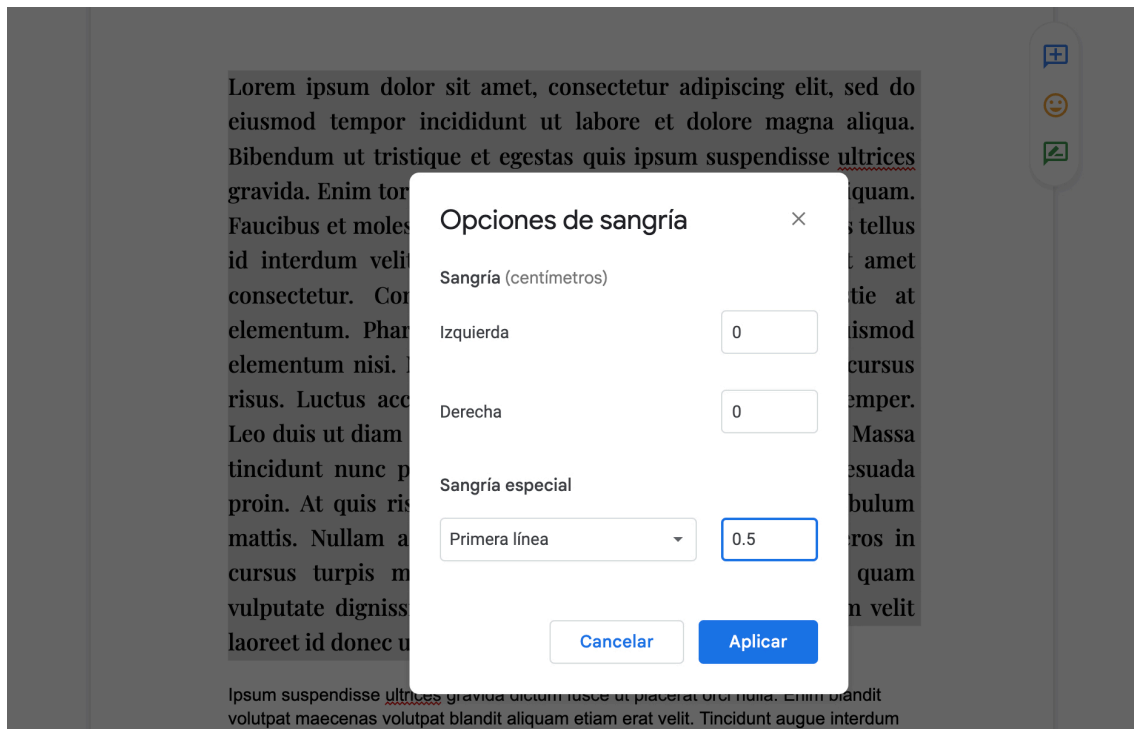 Lorem ipsum dolor sit amet, consectetur adipiscing elit, sed do
eiusmod tempor incididunt ut labore et dolore magna aliqua.
Bibendum ut tristique et egestas quis ipsum suspendisse ultrices
gravida. Enim tor iquam.
Faucibus et moles s tellus
id interdum velit t amet
consectetur. Con tie at
elementum. Phar uismod
elementum nisi. cursus
risus. Luctus acc emper.
Leo duis ut diam Massa
tincidunt nunc p esuada
proin. At quis ris bulum
mattis. Nullam a eros in
cursus turpis m quam
vulputate digniss m velit
laoreet id donec u
Opciones de sangría
Sangría (centímetros)
Izquierda 0
Derecha 0
Sangría especial
Primera línea 0.5
Cancelar Aplicar
Ipsum suspendisse ultrices gravida dictum fusce ut placerat orci nulla. Enim blandit
volutpat maecenas volutpat blandit aliquam etiam erat velit. Tincidunt augue interdum